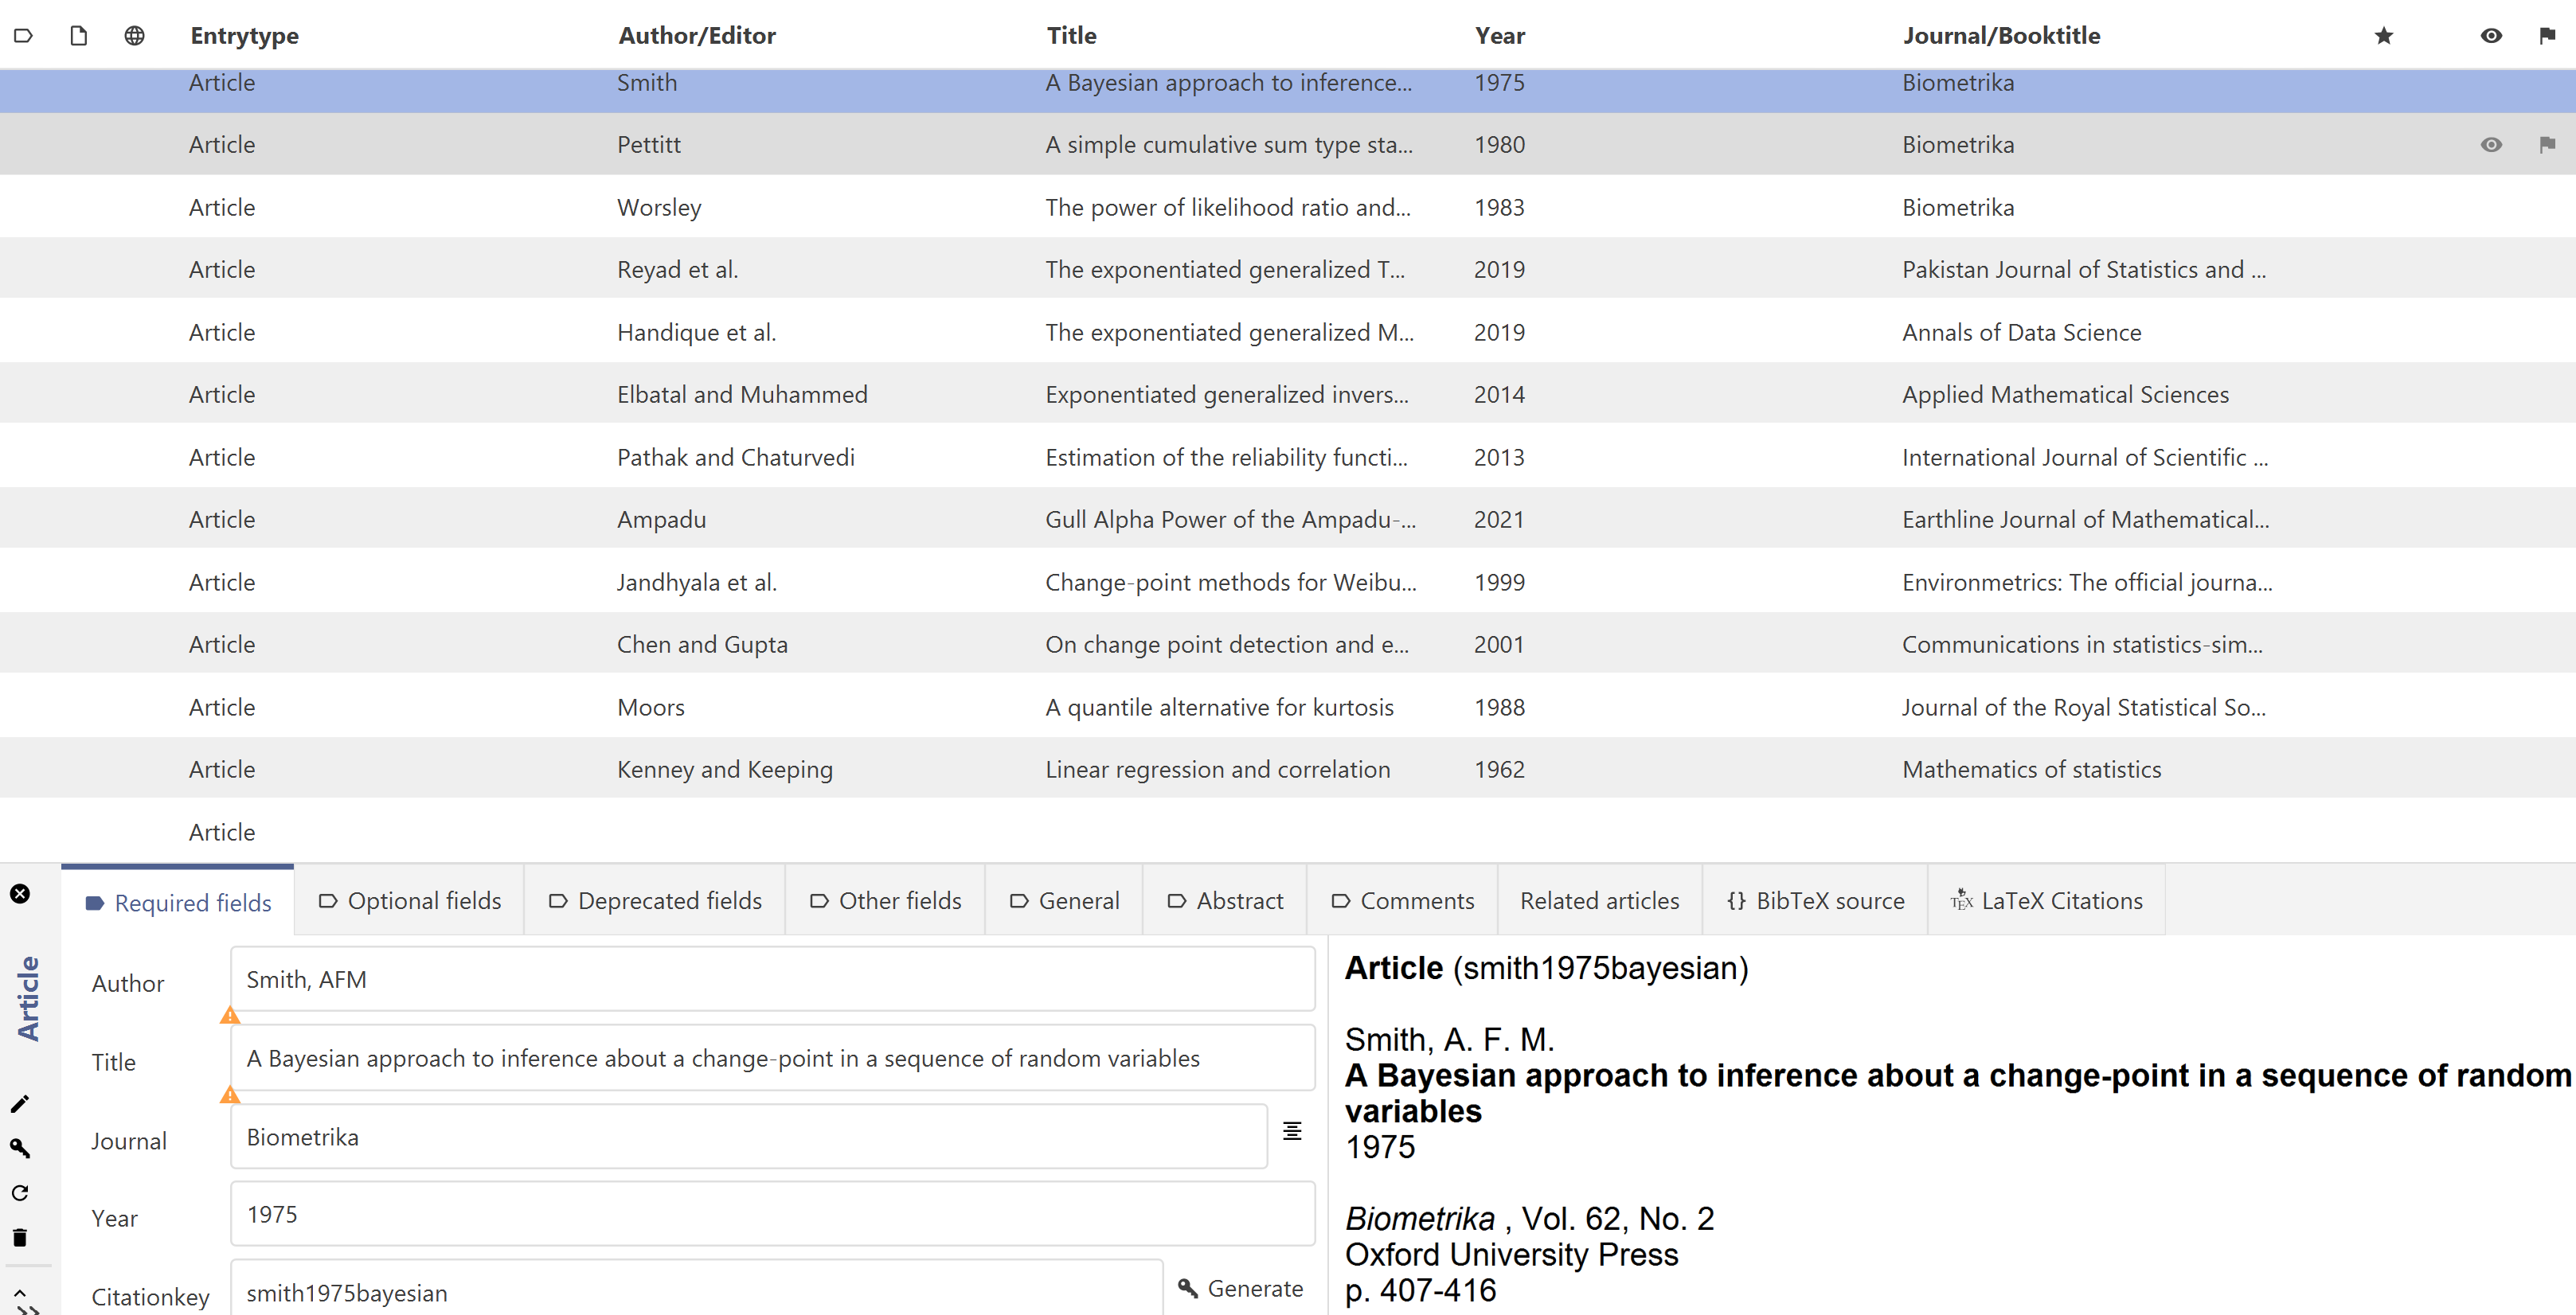 Entrytype Author/Editor Title Year Journal/Booktitle
Article Smith A Bayesian approach to inference... 1975 Biometrika
Article Pettitt A simple cumulative sum type sta... 1980 Biometrika
Article Worsley The power of likelihood ratio and... 1983 Biometrika
Article Reyad et al. The exponentiated generalized T... 2019 Pakistan Journal of Statistics and ...
Article Handique et al. The exponentiated generalized M... 2019 Annals of Data Science
Article Elbatal and Muhammed Exponentiated generalized invers... 2014 Applied Mathematical Sciences
Article Pathak and Chaturvedi Estimation of the reliability functi... 2013 International Journal of Scientific ...
Article Ampadu Gull Alpha Power of the Ampadu-... 2021 Earthline Journal of Mathematical...
Article Jandhyala et al. Change-point methods for Weibu... 1999 Environmetrics: The official journa...
Article Chen and Gupta On change point detection and e... 2001 Communications in statistics-sim...
Article Moors A quantile alternative for kurtosis 1988 Journal of the Royal Statistical So...
Article Kenney and Keeping Linear regression and correlation 1962 Mathematics of statistics
Article
Required fields Optional fields Deprecated fields Other fields General Abstract Comments Related articles {} BibTeX source TEX LaTeX Citations
Article
Author Smith, AFM
Title A Bayesian approach to inference about a change-point in a sequence of random variables
Journal Biometrika
Year 1975
Citationkey smith1975bayesian Generate
Article (smith1975bayesian)
Smith, A. F. M.
A Bayesian approach to inference about a change-point in a sequence of random
variables
1975
Biometrika , Vol. 62, No. 2
Oxford University Press
p. 407-416